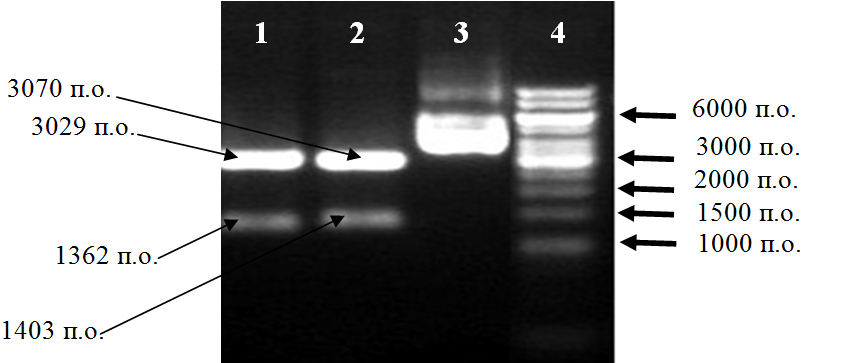 1 2 3 4
3070 п.о.
3029 п.о.
1362 п.о.
1403 п.о.
6000 п.о.
3000 п.о.
2000 п.о.
1500 п.о.
1000 п.о.